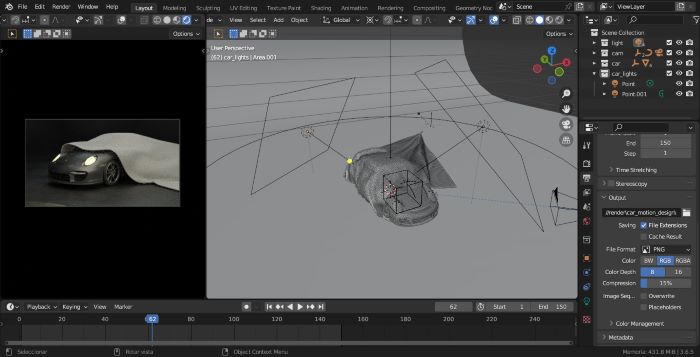 File Edit Render Window Help Layout Modeling Sculpting UV Editing Texture Paint Shading Animation Rendering Compositing Geometry Noc Scene ViewLayer
Options Object Global Options
User Perspective
(62) car_lights | Area.001
Scene Collection
light
cam
car
car_lights
Point
Point.001
End 150
Step 1
Time Stretching
Stereoscopy
Output
//render\car_motion_design\
Saving File Extensions
Cache Result
File Format PNG
Color BW RGB RGBA
Color Depth 8 16
Compression 15%
Image Seq... Overwrite
Placeholders
Color Management
Metadata
Playback Keying View Marker 62 Start 1 End 150
0 20 40 62 80 100 120 140 160 180 200 220 240
Seleccionar Rotar vista Object Context Menu Memoria: 431.8 MiB | 3.6.3